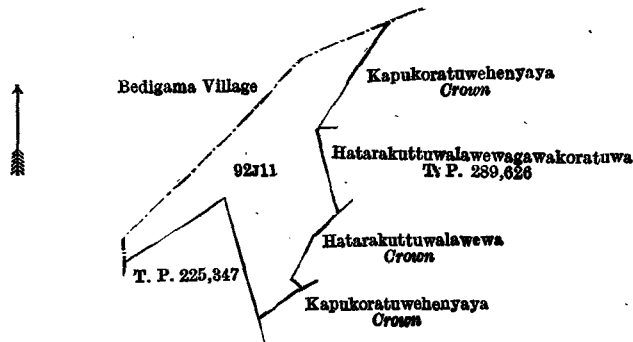 Kapukoratuwehenyaya
Crown
Bedigama Village
Hatarakuttuwalawewagawakoratuwa
T. P. 289,626
92J11
Hatarakuttuwalawewa
Crown
T. P. 225,347
Kapukoratuwehenyaya
Crown